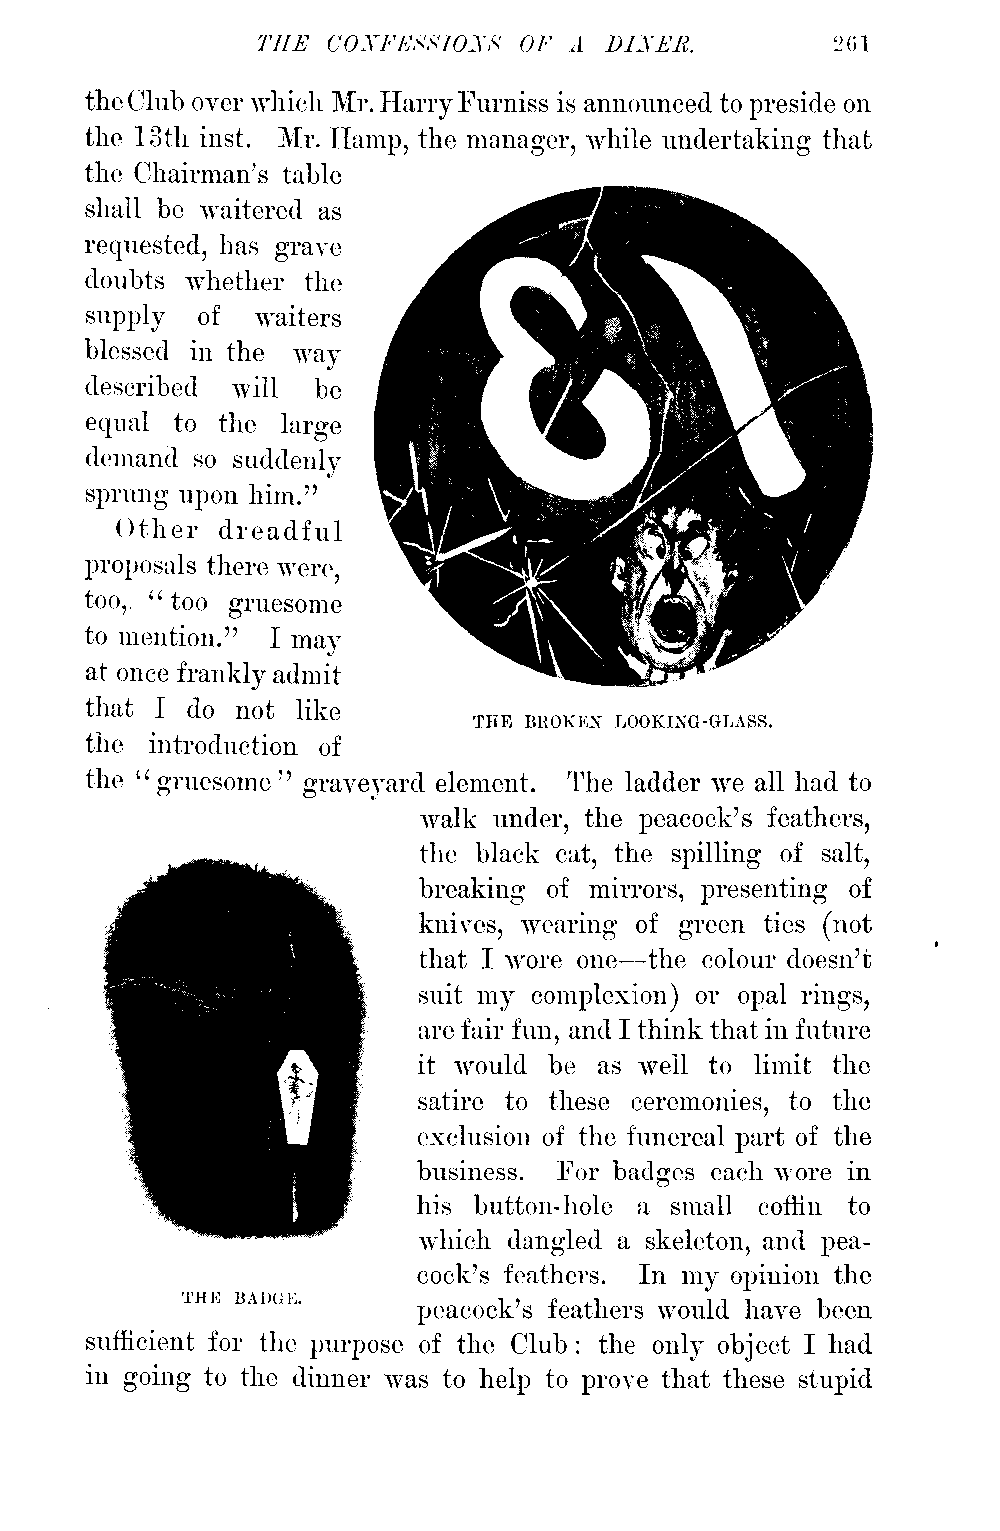 THE CONFESSIONS OF A DINER. 261
the Club over which Mr. Harry Furniss is announced to preside on
the 13th inst. Mr. Hamp, the manager, while undertaking that
the Chairman's table
shall be waitered as
requested, has grave
doubts whether the
supply of waiters
blessed in the way
described will be
equal to the large
demand so suddenly
sprung upon him."
Other dreadful
proposals there were,
too, "too gruesome
to mention." I may
at once frankly admit
that I do not like
the introduction of
13
THE BROKEN LOOKING-GLASS.
the "gruesome" graveyard element. The ladder we all had to
walk under, the peacock's feathers,
the black cat, the spilling of salt,
breaking of mirrors, presenting of
knives, wearing of green ties (not
that I wore one—the colour doesn't
suit my complexion) or opal rings,
are fair fun, and I think that in future
it would be as well to limit the
satire to these ceremonies, to the
exclusion of the funereal part of the
business. For badges each wore in
his button-hole a small coffin to
which dangled a skeleton, and pea-
cock's feathers. In my opinion the
peacock's feathers would have been
THE BADGE.
sufficient for the purpose of the Club: the only object I had
in going to the dinner was to help to prove that these stupid